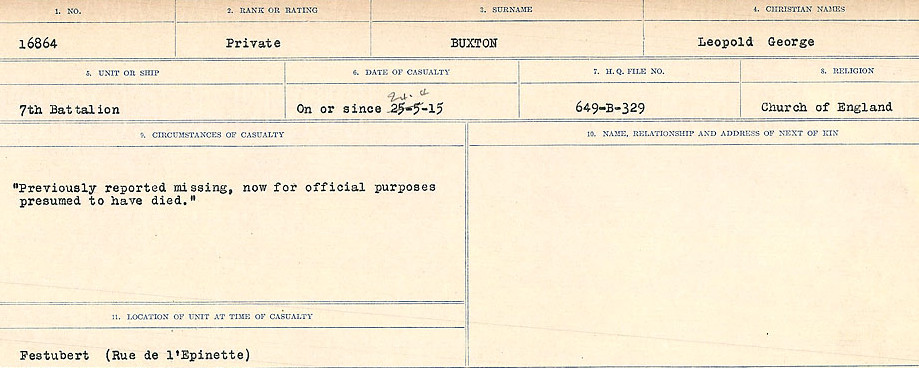 1. NO.
2. RANK OR RATING
3. SURNAME
4. CHRISTIAN NAMES
16864
Private
BUXTON
Leopold George
5. UNIT OR SHIP
6. DATE OF CASUALTY
7. H.Q. FILE NO.
8. RELIGION
7th Battalion
On or since 25-5-15
649-B-329
Church of England
9. CIRCUMSTANCES OF CASUALTY
10. NAME, RELATIONSHIP AND ADDRESS OF NEXT OF KIN
"Previously reported missing, now for official purposes
presumed to have died."
11. LOCATION OF UNIT AT TIME OF CASUALTY
Festubert (Rue de l'Epinette)